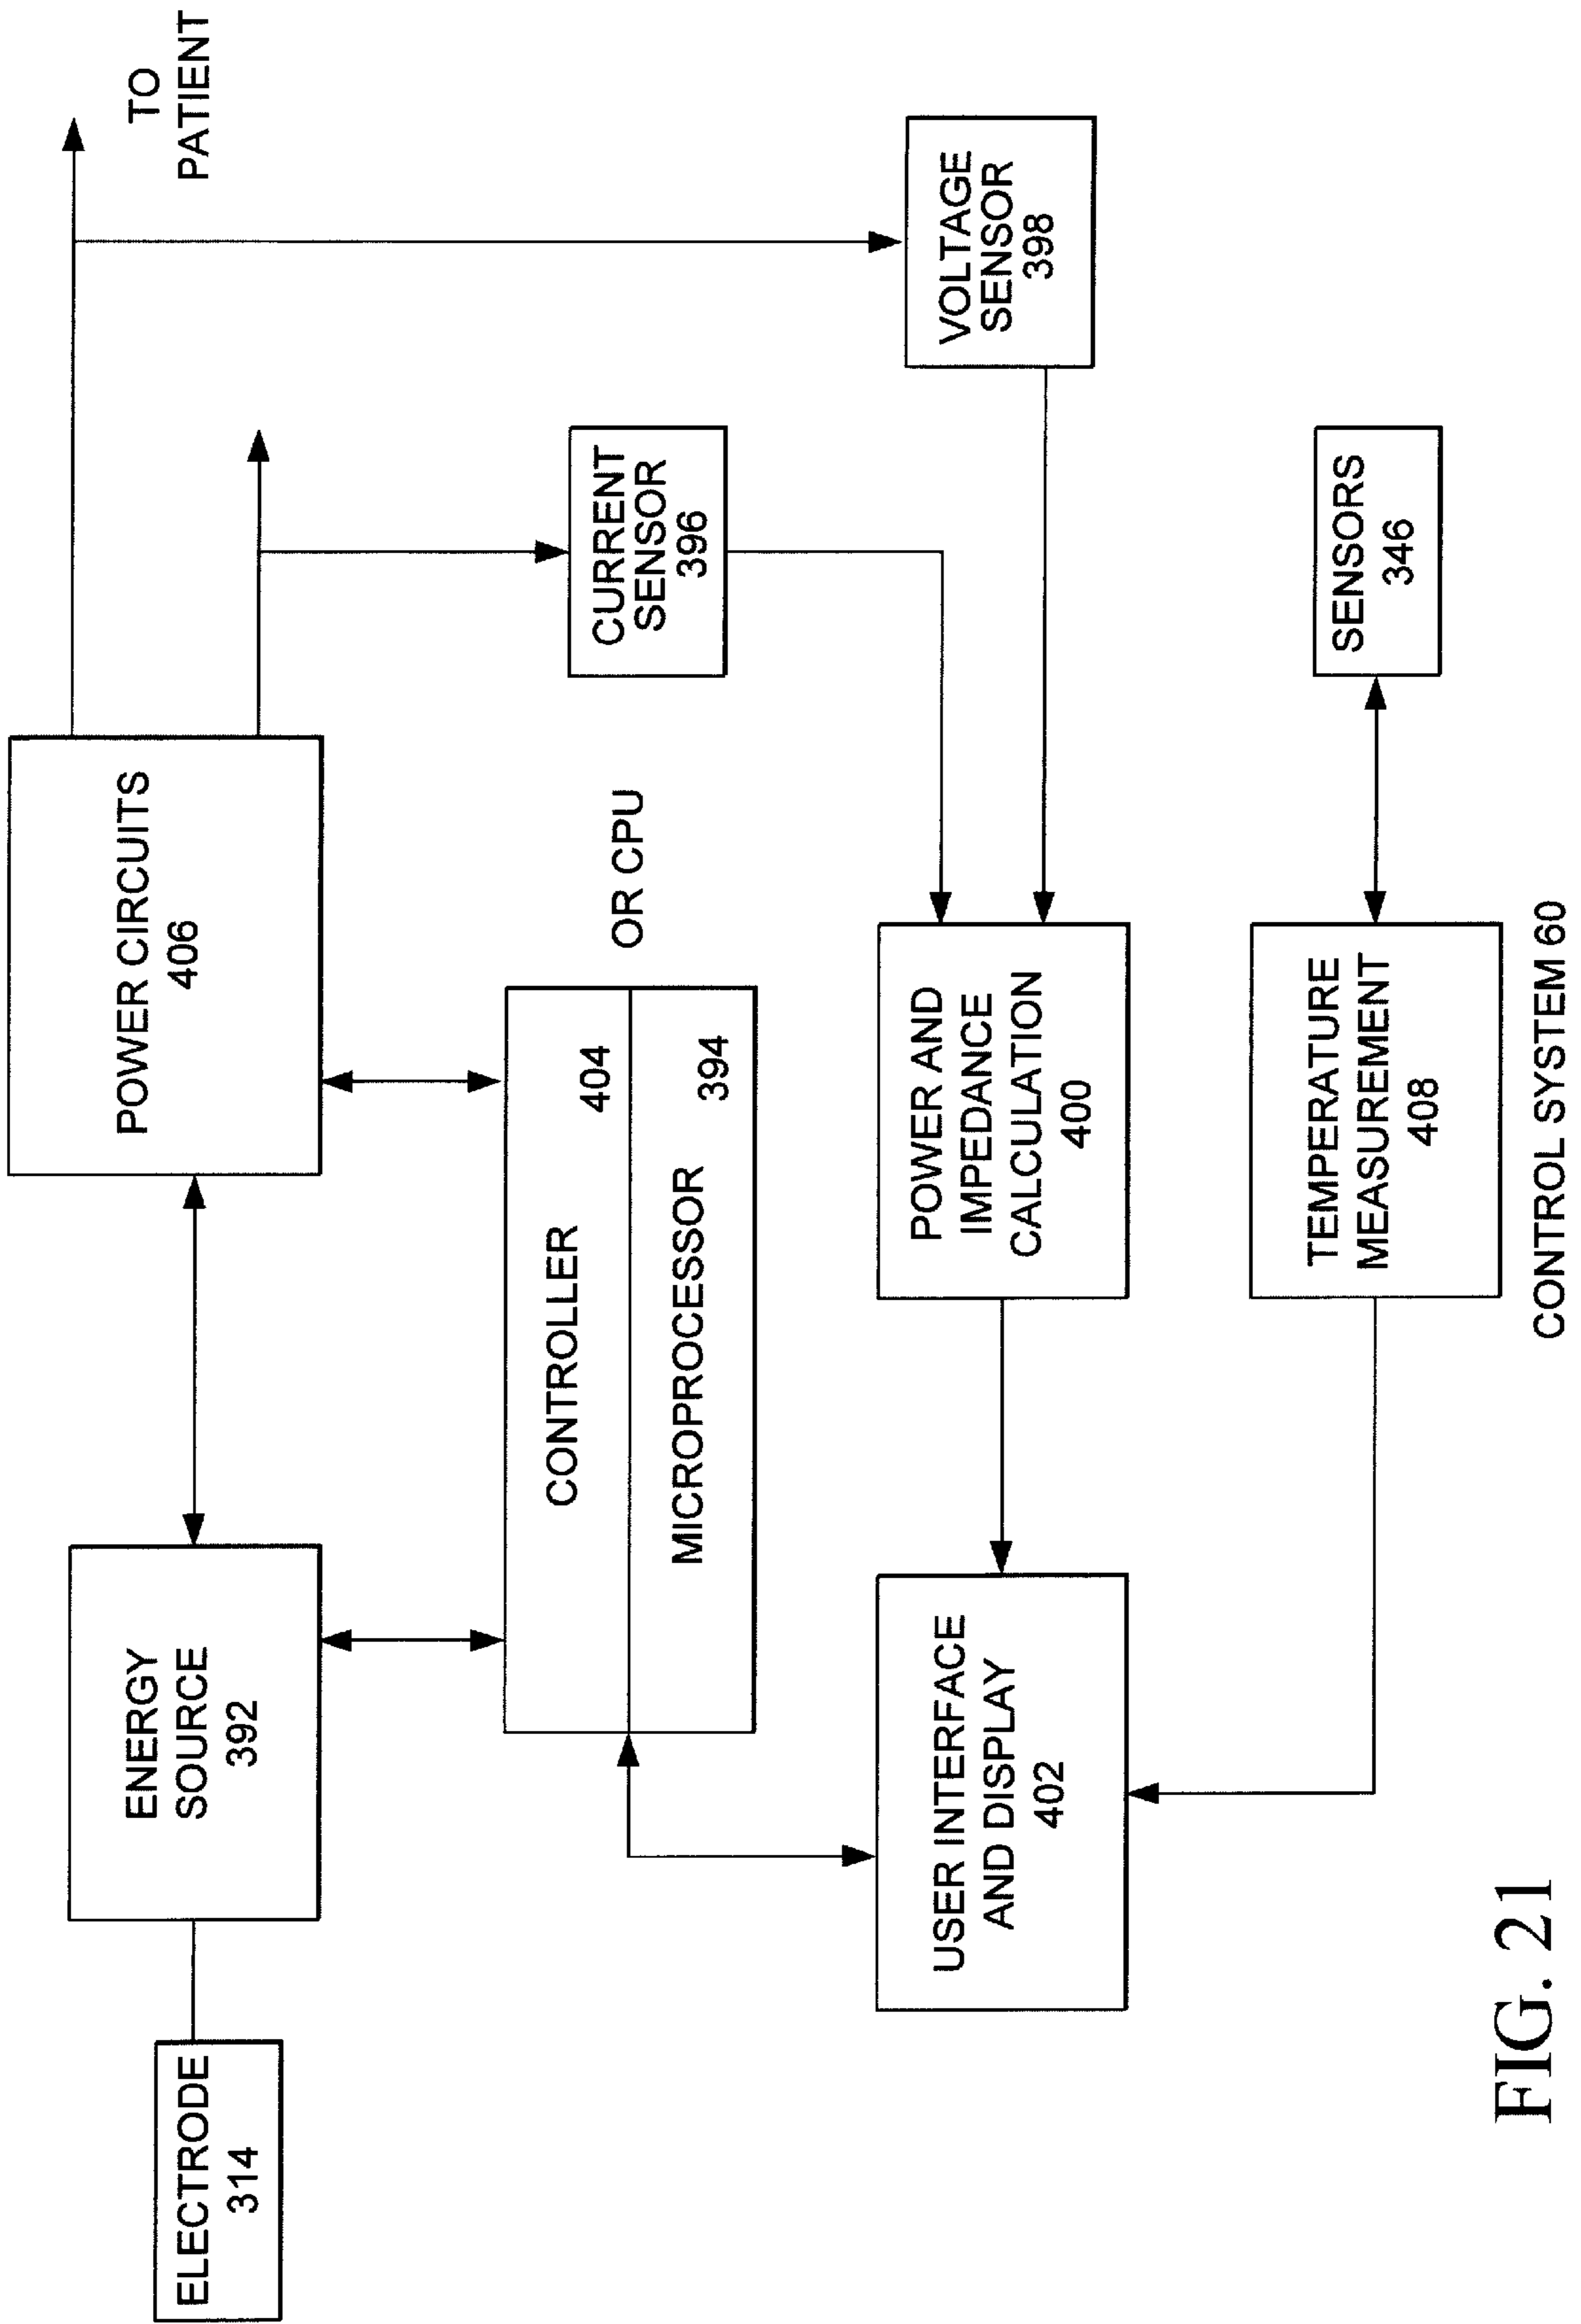 TO
PATIENT
POWER CIRCUITS
406
ENERGY
SOURCE
392
ELECTRODE
314
CURRENT
SENSOR
396
VOLTAGE
SENSOR
398
CONTROLLER
404
MICROPROCESSOR
394
OR CPU
POWER AND
IMPEDANCE
CALCULATION
400
USER INTERFACE
AND DISPLAY
402
SENSORS
346
TEMPERATURE
MEASUREMENT
408
CONTROL SYSTEM 60
FIG. 21